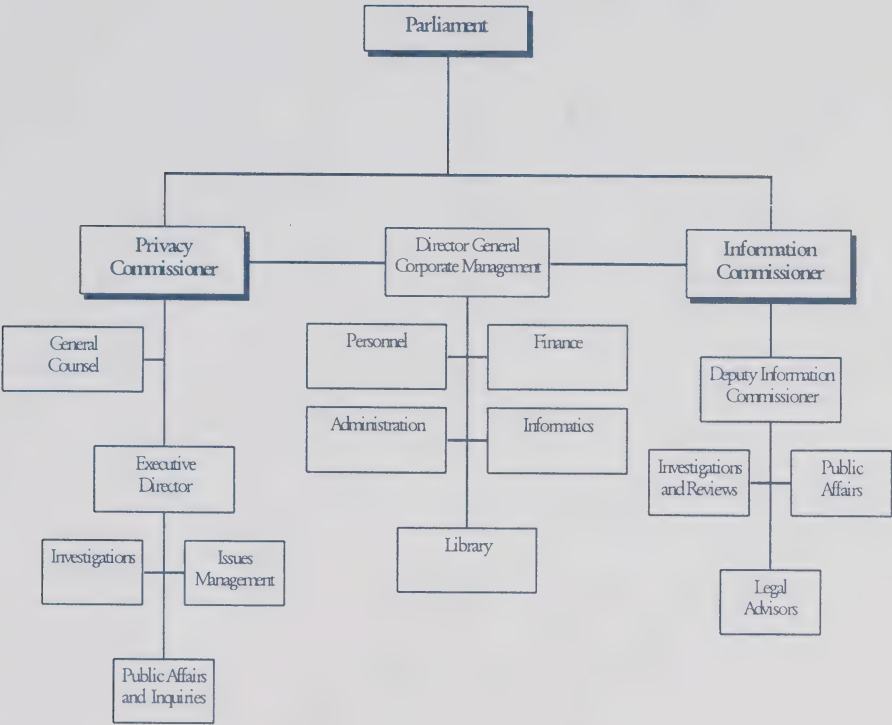 Parliament
Privacy
Commissioner
Director General
Corporate Management
Information
Commissioner
General
Counsel
Personnel
Finance
Deputy Information
Commissioner
Administration
Informatics
Executive
Director
Investigations
and Reviews
Public
Affairs
Investigations
Issues
Management
Library
Legal
Advisors
Public Affairs
and Inquiries